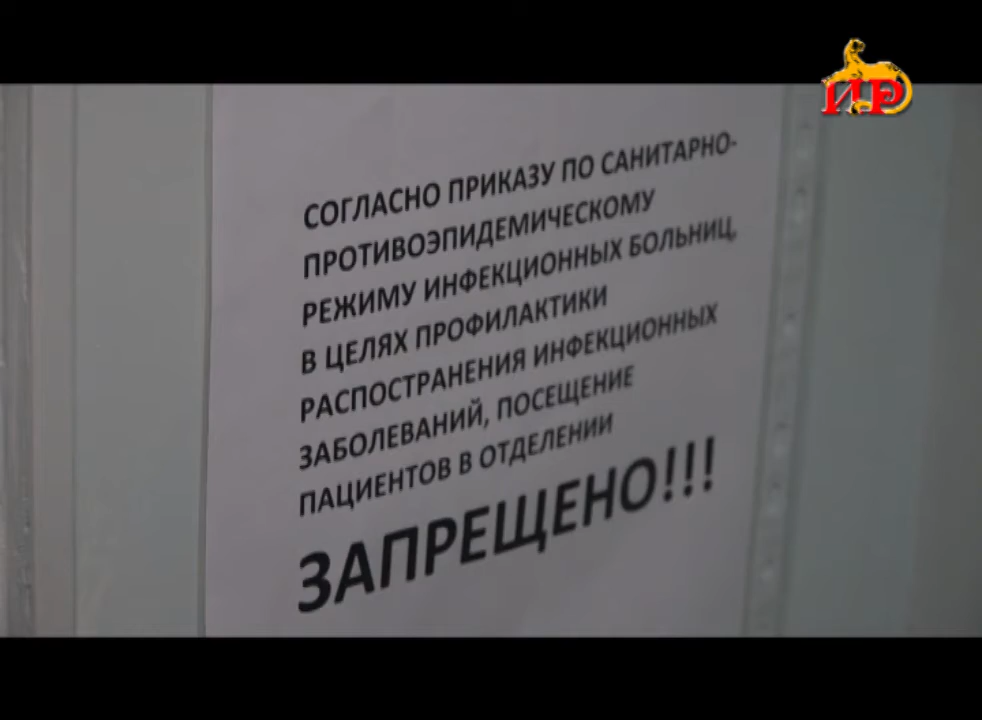 ИР
СОГЛАСНО ПРИКАЗУ ПО САНИТАРНО-
ПРОТИВОЭПИДЕМИЧЕСКОМУ
РЕЖИМУ ИНФЕКЦИОННЫХ БОЛЬНИЦ,
В ЦЕЛЯХ ПРОФИЛАКТИКИ
РАСПОСТРАНЕНИЯ ИНФЕКЦИОННЫХ
ЗАБОЛЕВАНИЙ, ПОСЕЩЕНИЕ
ПАЦИЕНТОВ В ОТДЕЛЕНИИ
ЗАПРЕЩЕНО!!!